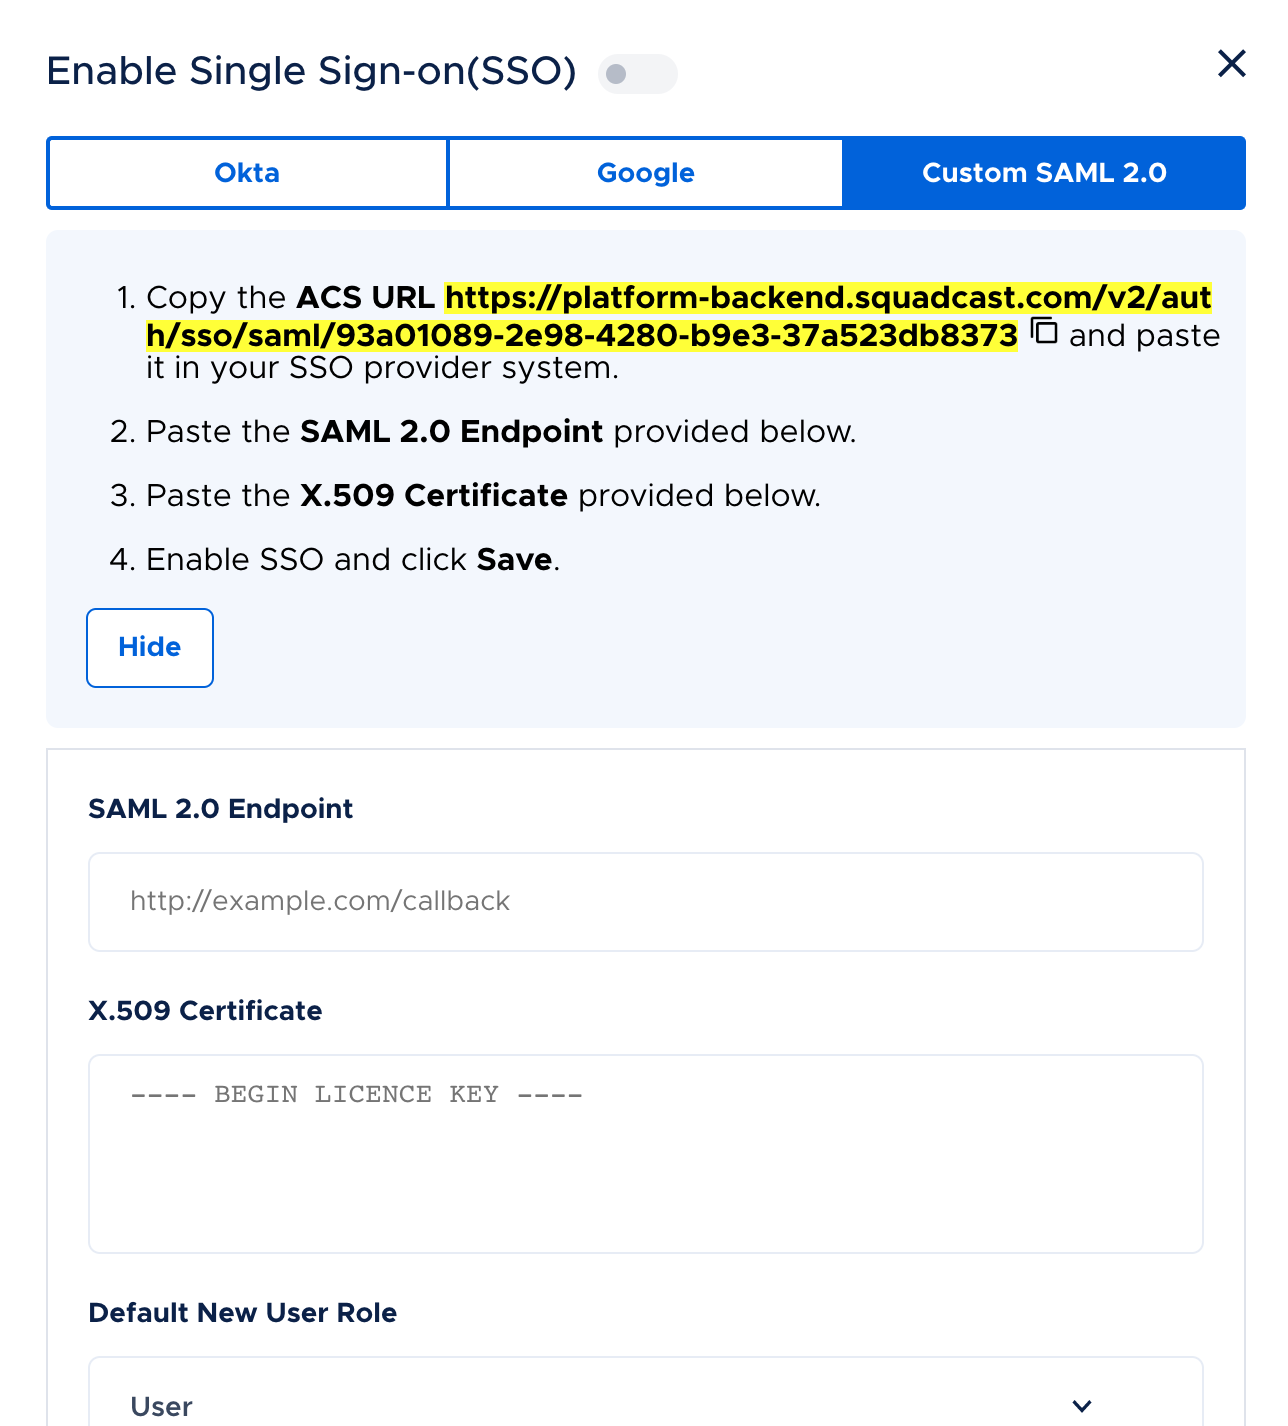 Enable Single Sign-on(SSO)
Okta
Google
Custom SAML 2.0
1. Copy the ACS URL https://platform-backend.squadcast.com/v2/aut
h/sso/saml/93a01089-2e98-4280-b9e3-37a523db8373 and paste
it in your SSO provider system.
2. Paste the SAML 2.0 Endpoint provided below.
3. Paste the X.509 Certificate provided below.
4. Enable SSO and click Save.
Hide
SAML 2.0 Endpoint
http://example.com/callback
X.509 Certificate
---- BEGIN LICENCE KEY ----
Default New User Role
User